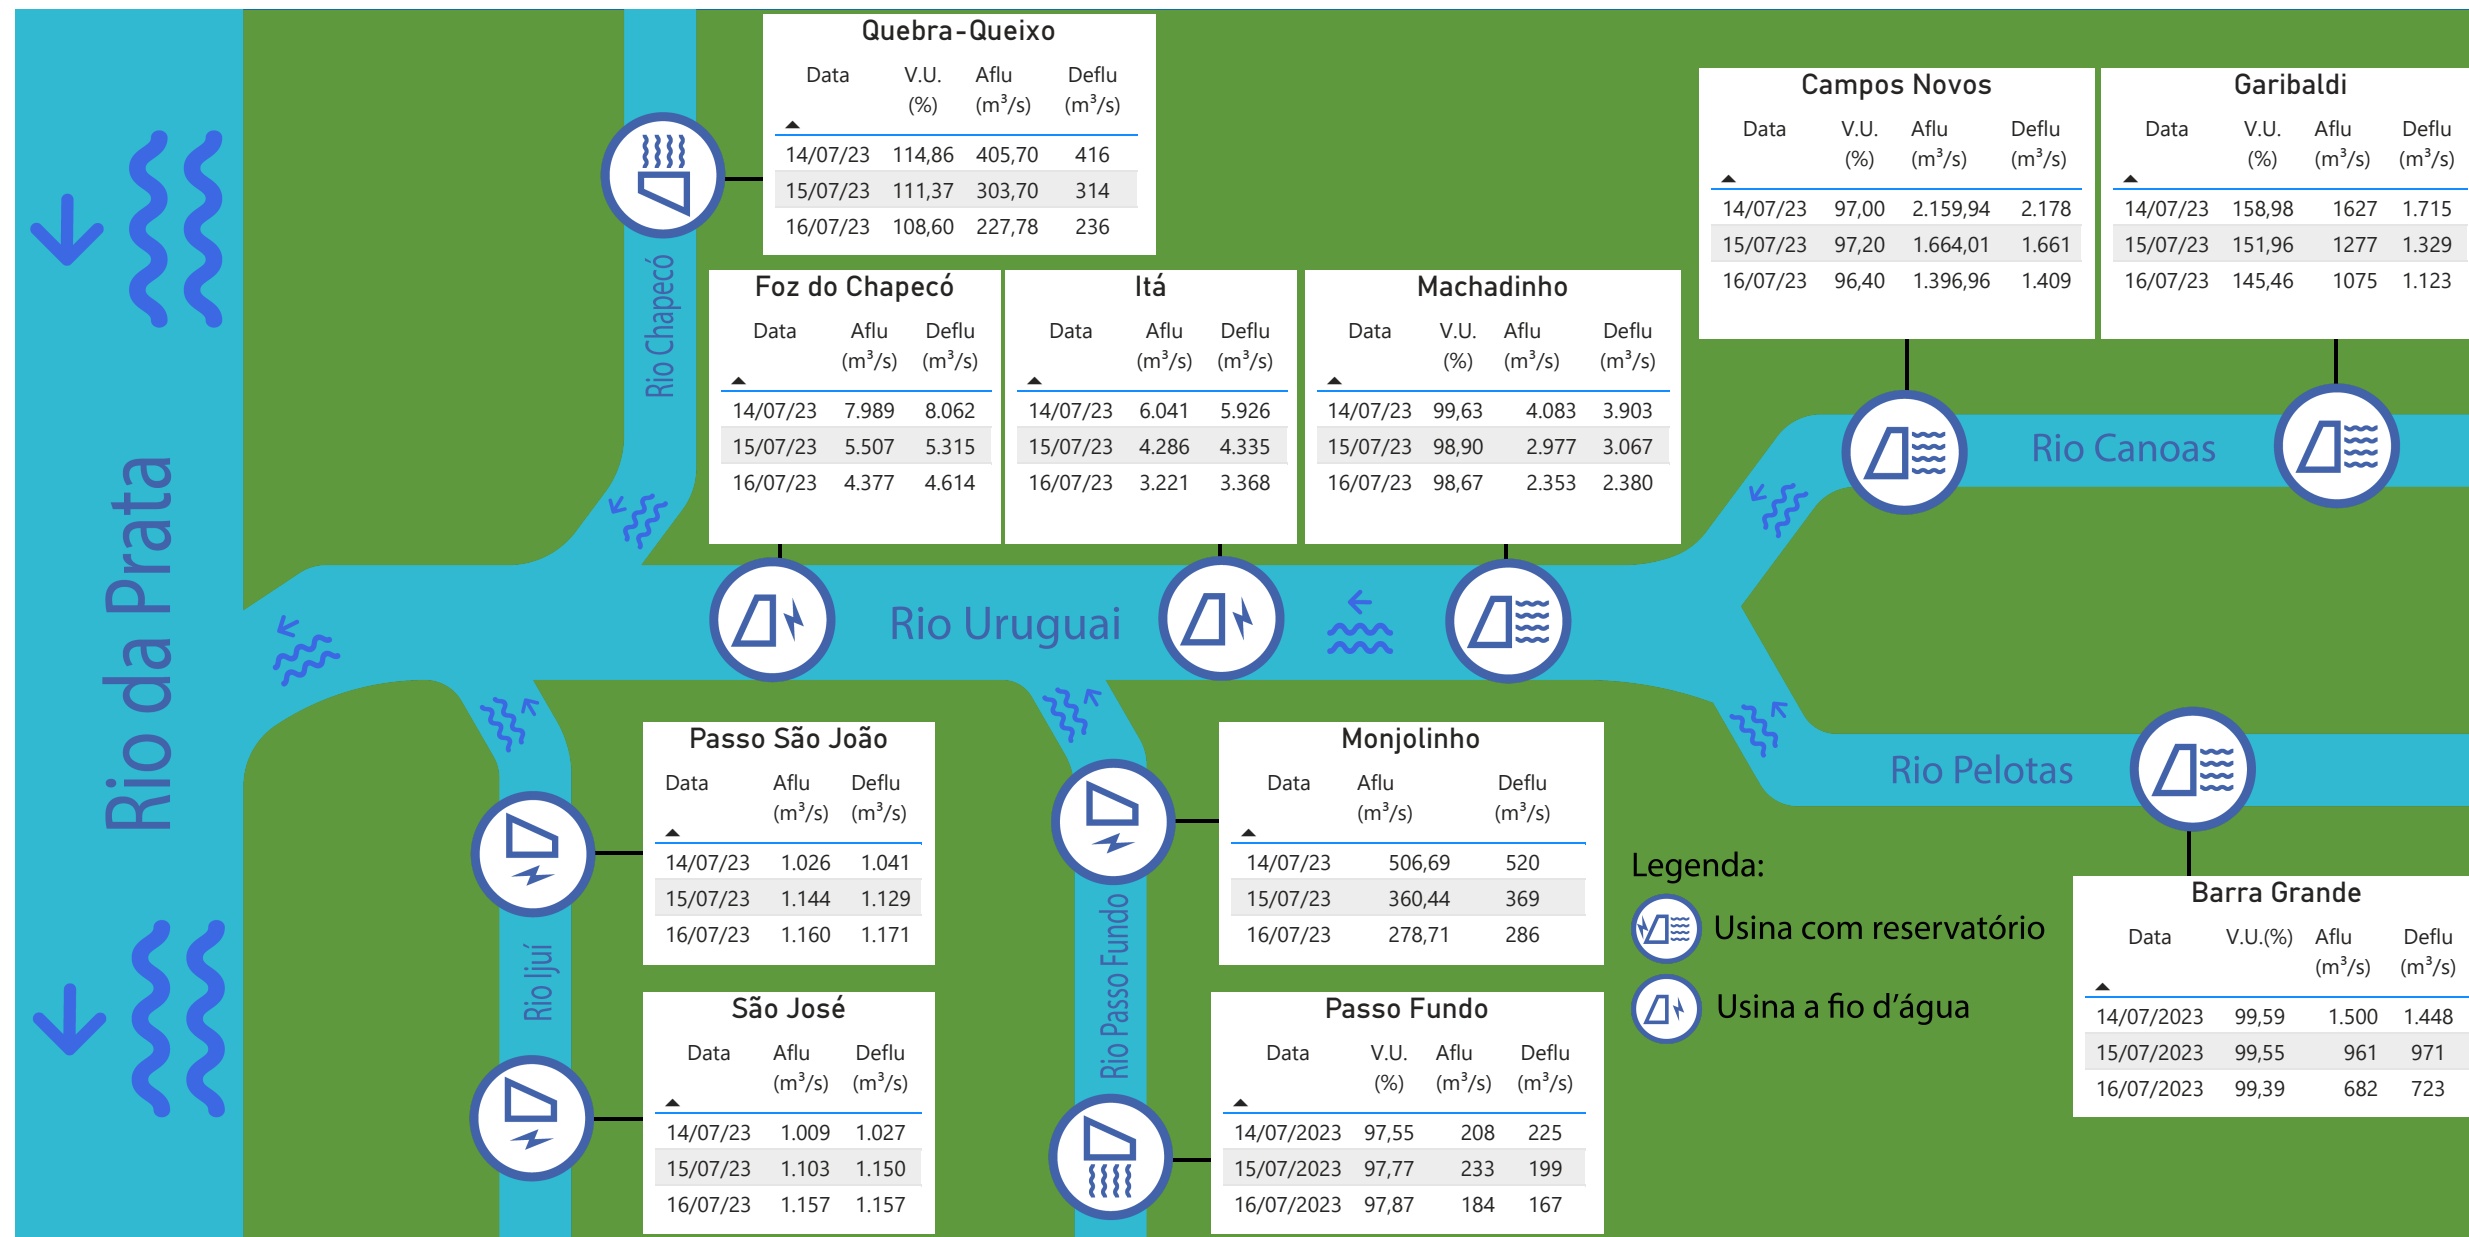 Quebra-Queixo
Data V.U. Aflu Deflu
(%) (m³/s) (m³/s)
14/07/23 114,86 405,70 416
15/07/23 111,37 303,70 314
16/07/23 108,60 227,78 236
Campos Novos
Data V.U. Aflu Deflu
(%) (m³/s) (m³/s)
14/07/23 97,00 2.159,94 2.178
15/07/23 97,20 1.664,01 1.661
16/07/23 96,40 1.396,96 1.409
Garibaldi
Data V.U. Aflu Deflu
(%) (m³/s) (m³/s)
14/07/23 158,98 1627 1.715
15/07/23 151,96 1277 1.329
16/07/23 145,46 1075 1.123
Rio Chapecó
Foz do Chapecó
Data Aflu Deflu
(m³/s) (m³/s)
14/07/23 7.989 8.062
15/07/23 5.507 5.315
16/07/23 4.377 4.614
Itá
Data Aflu Deflu
(m³/s) (m³/s)
14/07/23 6.041 5.926
15/07/23 4.286 4.335
16/07/23 3.221 3.368
Machadinho
Data V.U. Aflu Deflu
(%) (m³/s) (m³/s)
14/07/23 99,63 4.083 3.903
15/07/23 98,90 2.977 3.067
16/07/23 98,67 2.353 2.380
Rio Canoas
Rio da Prata
Rio Uruguai
Rio Pelotas
Passo São João
Data Aflu Deflu
(m³/s) (m³/s)
14/07/23 1.026 1.041
15/07/23 1.144 1.129
16/07/23 1.160 1.171
Monjolinho
Data Aflu Deflu
(m³/s) (m³/s)
14/07/23 506,69 520
15/07/23 360,44 369
16/07/23 278,71 286
Legenda:
Usina com reservatório
Usina a fio d’água
Barra Grande
Data V.U.(%) Aflu Deflu
(m³/s) (m³/s)
14/07/2023 99,59 1.500 1.448
15/07/2023 99,55 961 971
16/07/2023 99,39 682 723
Rio Ijuí
Rio Passo Fundo
São José
Data Aflu Deflu
(m³/s) (m³/s)
14/07/23 1.009 1.027
15/07/23 1.103 1.150
16/07/23 1.157 1.157
Passo Fundo
Data V.U. Aflu Deflu
(%) (m³/s) (m³/s)
14/07/2023 97,55 208 225
15/07/2023 97,77 233 199
16/07/2023 97,87 184 167